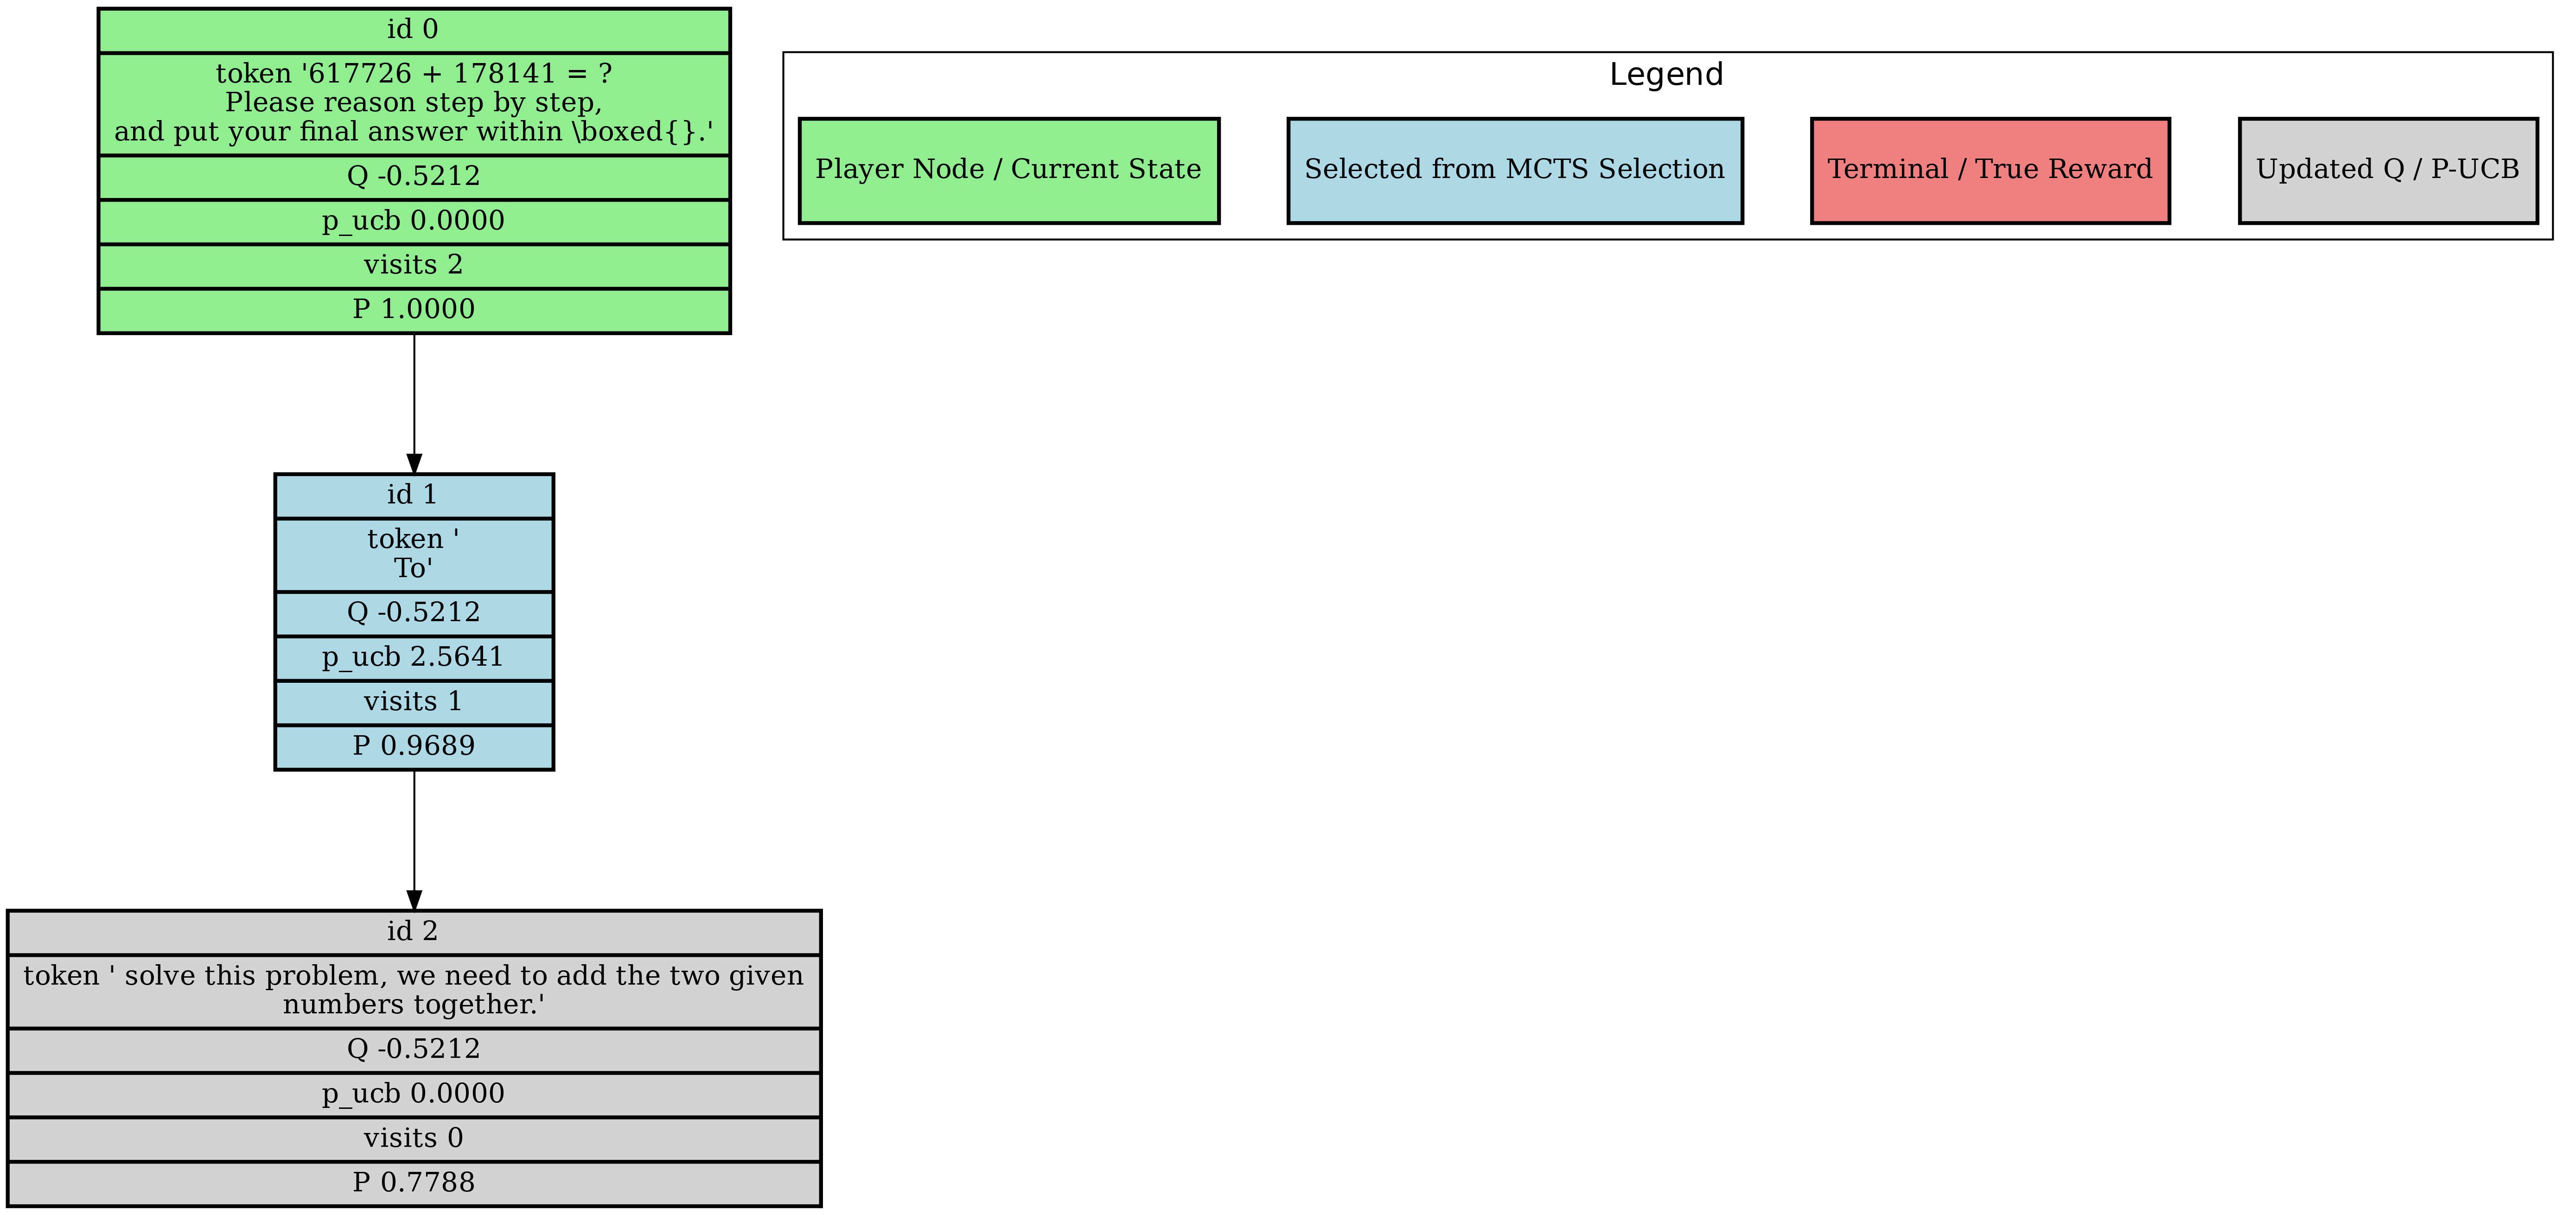 id 0
token '617726 + 178141 = ?
Please reason step by step,
and put your final answer within \boxed{}.'
Q -0.5212
p_ucb 0.0000
visits 2
P 1.0000
Legend
Player Node / Current State
Selected from MCTS Selection
Terminal / True Reward
Updated Q / P-UCB
id 1
token '
To'
Q -0.5212
p_ucb 2.5641
visits 1
P 0.9689
id 2
token ' solve this problem, we need to add the two given
numbers together.'
Q -0.5212
p_ucb 0.0000
visits 0
P 0.7788